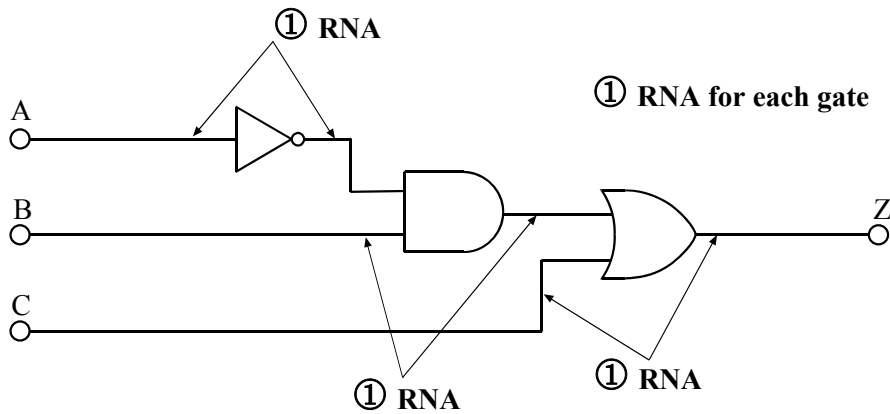 ① RNA
① RNA for each gate
A
B
Z
C
① RNA
① RNA